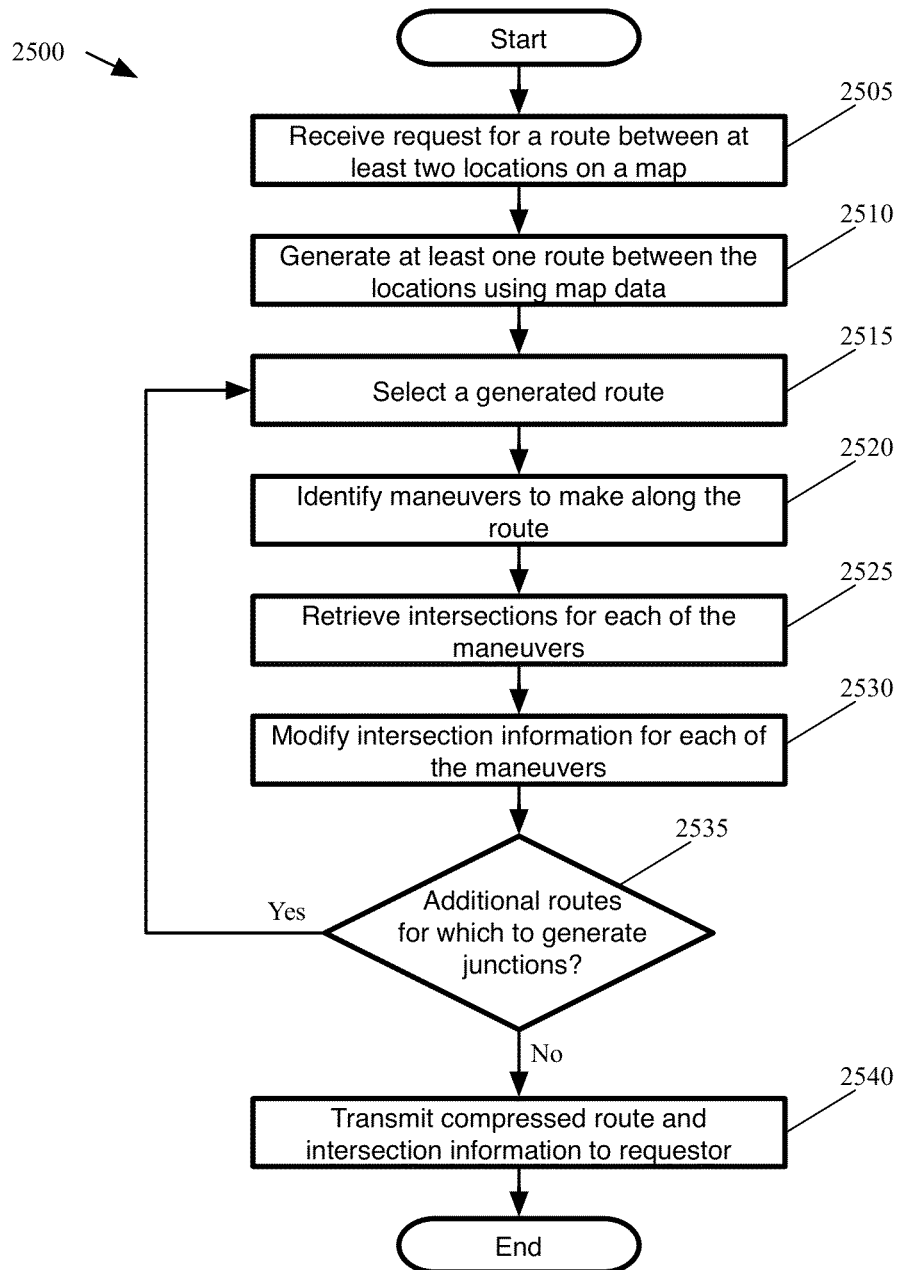 Start
2500
2505
Receive request for a route between at
least two locations on a map
2510
Generate at least one route between the
locations using map data
2515
Select a generated route
2520
Identify maneuvers to make along the
route
2525
Retrieve intersections for each of the
maneuvers
2530
Modify intersection information for each of
the maneuvers
2535
Additional routes
for which to generate
junctions?
Yes
No
2540
Transmit compressed route and
intersection information to requestor
End